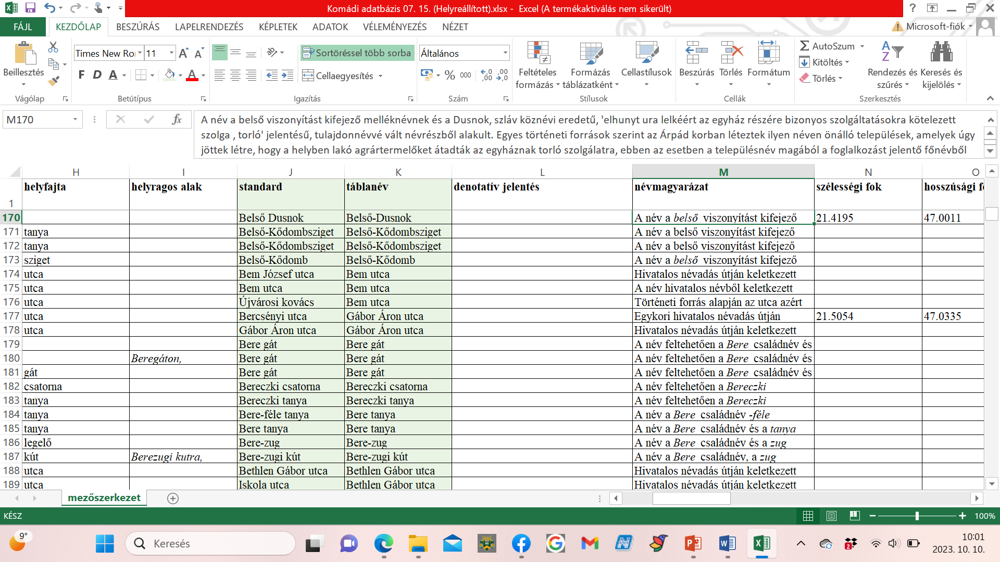 Komádi adatbázis 07. 15. (Helyreállított).xlsx - Excel (A termékaktiválás nem sikerült)
FÁJL KEZDŐLAP BESZÚRÁS LAPELRENDEZÉS KÉPLETEK ADATOK VÉLEMÉNYEZÉS NÉZET Microsoft-fiók
Beillesztés
Vágólap
Times New Ro 11
F D A
Betűtípus
Sortöréssel több sorba
Cellaegyesítés
Igazítás
Általános
% 000
Szám
Feltételes formázás
Formázás táblázatként
Cellastílusok
Stílusok
Beszúrás Törlés Formátum
Cellák
AutoSzum
Kitöltés
Törlés
Rendezés és szűrés
Keresés és kijelölés
Szerkesztés
M170
A név a belső viszonyítást kifejező melléknévnek és a Dusnok, szláv köznévi eredetű, 'elhunyt ura lelkéért az egyház részére bizonyos szolgáltatásokra kötelezett
szolga , torló' jelentésű, tulajdonnévvé vált névrészből alakult. Egyes történeti források szerint az Árpád korban léteztek ilyen néven önálló települések, amelyek úgy
jöttek létre, hogy a helyben lakó agrártermelőket átadták az egyháznak torló szolgálatra, ebben az esetben a településnév magából a foglalkozást jelentő főnévből
H I J K L M N O
1 helyfajta helyragos alak standard táblanév denotatív jelentés névmagyarázat szélességi fok hosszúsági f
170 Belső Dusnok Belső-Dusnok A név a belső viszonyítást kifejező 21.4195 47.0011
171 tanya Belső-Kődombsziget Belső-Kődombsziget A név a belső viszonyítást kifejező
172 tanya Belső-Kődombsziget Belső-Kődombsziget A név a belső viszonyítást kifejező
173 sziget Belső-Kődomb Belső-Kődomb A név a belső viszonyítást kifejező
174 utca Bem József utca Bem utca Hivatalos névadás útján keletkezett
175 utca Bem utca Bem utca A név hivatalos névből keletkezett
176 utca Újvárosi kovács Bem utca Történeti forrás alapján az utca azért
177 utca Bercsényi utca Gábor Áron utca Egykori hivatalos névadás útján 21.5054 47.0335
178 utca Gábor Áron utca Gábor Áron utca Hivatalos névadás útján keletkezett
179 Bere gát Bere gát A név feltehetően a Bere családnév és
180 Beregáton, Bere gát Bere gát A név feltehetően a Bere családnév és
181 gát Bere gát Bere gát A név feltehetően a Bere családnév és
182 csatorna Bereczki csatorna Bereczki csatorna A név feltehetően a Bereczki
183 tanya Bereczki tanya Bereczki tanya A név feltehetően a Bereczki
184 tanya Bere-féle tanya Bere tanya A név a Bere családnév -féle
185 tanya Bere tanya Bere tanya A név a Bere családnév és a tanya
186 legelő Bere-zug Bere-zug A név a Bere családnév és a zug
187 kút Berezugi kutra, Bere-zugi kút Bere-zugi kút A név a Bere családnév, a zug
188 utca Bethlen Gábor utca Bethlen Gábor utca Hivatalos névadás útján keletkezett
189 utca Iskola utca Bethlen Gábor utca Hivatalos névadás útján keletkezett
mezőszerkezet
KÉSZ 100%
9° Keresés 2 10:01
2023. 10. 10.